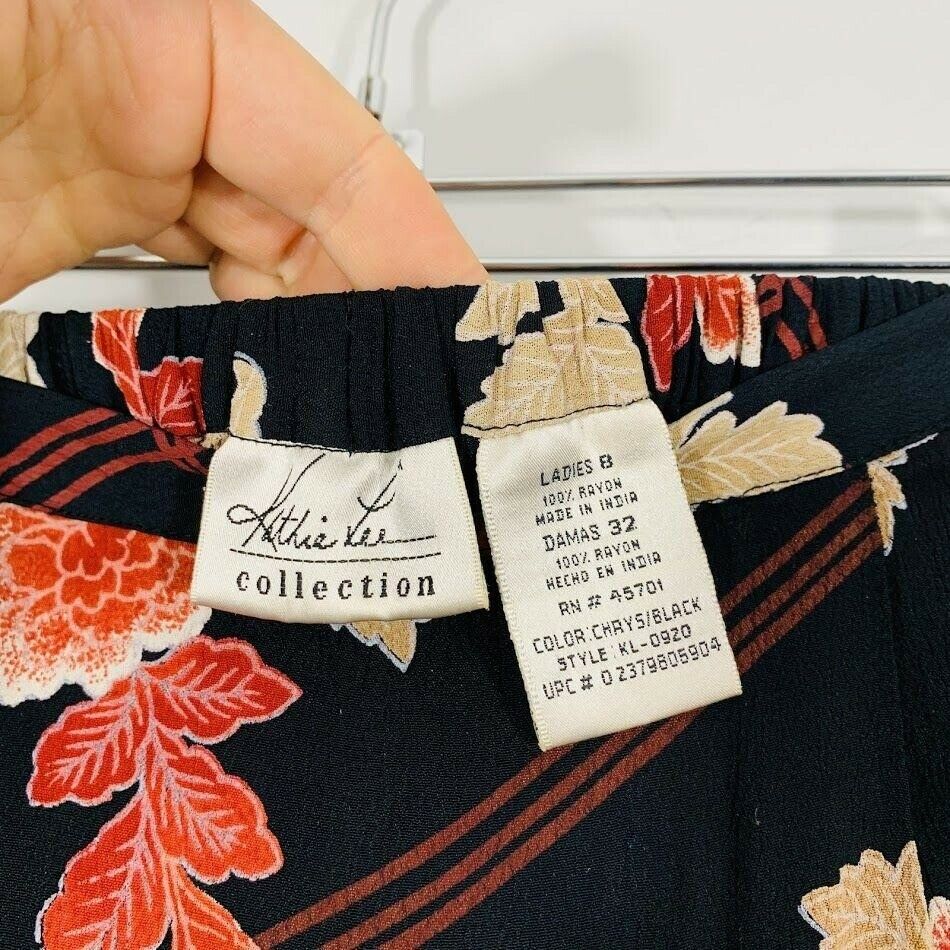 Kathie Lee
collection
LADIES 8
100% RAYON
MADE IN INDIA
DAMAS 32
100% RAYON
HECHO EN INDIA
RN # 45701
COLOR: CHRYS/BLACK
STYLE: KL-0920
UPC # 0 2379805904